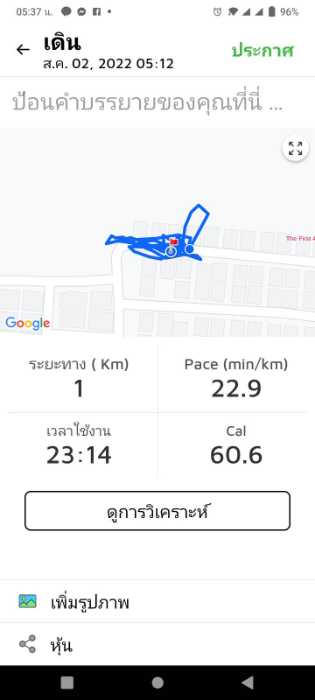 05:37 น. 96%
เดิน
ส.ค. 02, 2022 05:12
ประกาศ
ป้อนคำบรรยายของคุณที่นี่ ...
The First 4
Google
ระยะทาง ( Km)
1
Pace (min/km)
22.9
เวลาใช้งาน
23:14
Cal
60.6
ดูการวิเคราะห์
เพิ่มรูปภาพ
หุ้น